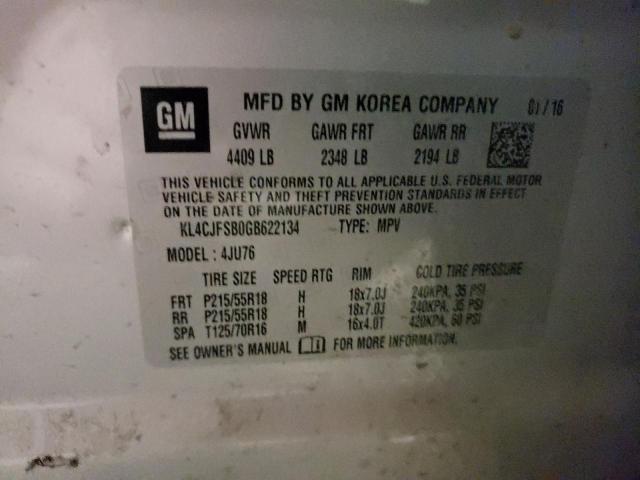 GM
MFD BY GM KOREA COMPANY 01/16
GVWR GAWR FRT GAWR RR
4409 LB 2348 LB 2194 LB
THIS VEHICLE CONFORMS TO ALL APPLICABLE U.S. FEDERAL MOTOR
VEHICLE SAFETY AND THEFT PREVENTION STANDARDS IN EFFECT
ON THE DATE OF MANUFACTURE SHOWN ABOVE.
KL4CJFSB0GB622134 TYPE: MPV
MODEL: 4JU76
TIRE SIZE SPEED RTG RIM COLD TIRE PRESSURE
FRT P215/55R18 H 18x7.0J 240KPA, 35 PSI
RR P215/55R18 H 18x7.0J 240KPA, 35 PSI
SPA T125/70R16 M 16x4.0T 420KPA, 60 PSI
SEE OWNER'S MANUAL FOR MORE INFORMATION.